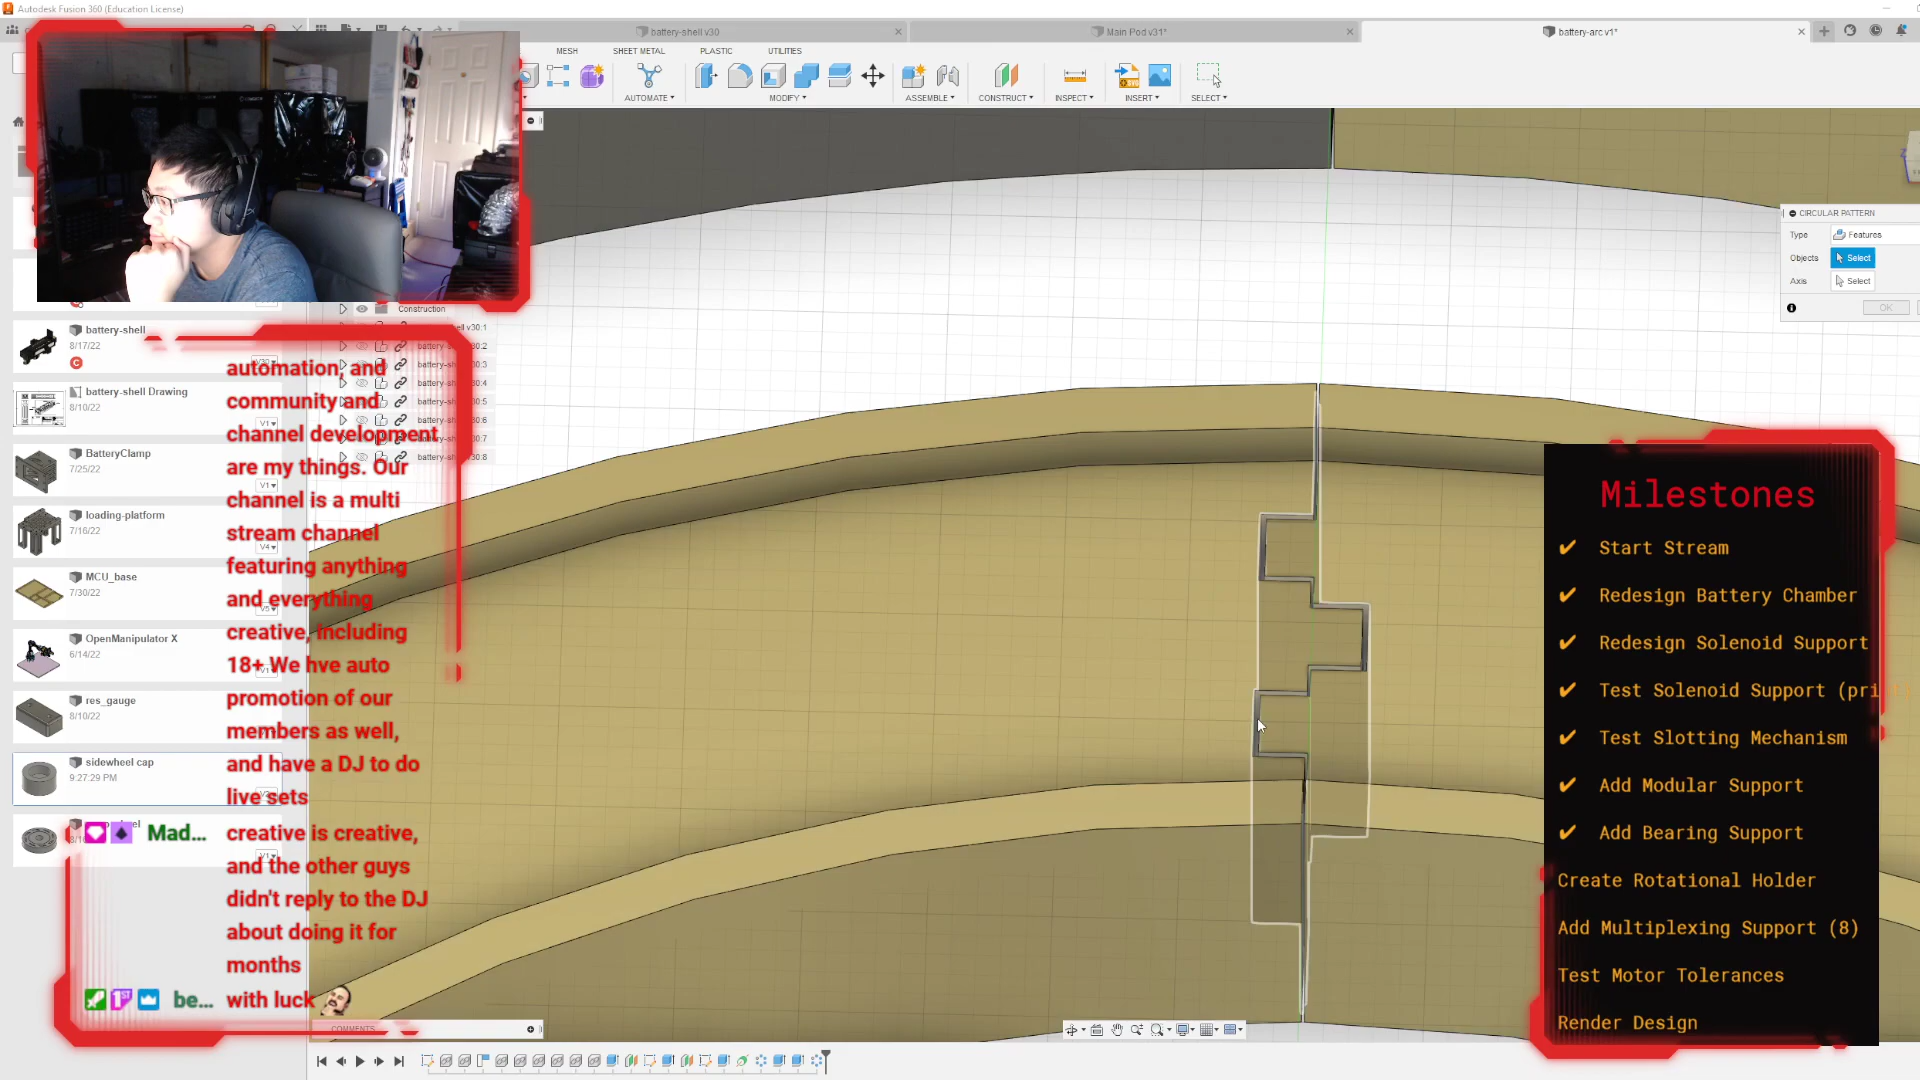 Autodesk Fusion 360 (Education License)
battery-shell v30
Main Pod v31*
battery-arc v1*
MESH
SHEET METAL
PLASTIC
UTILITIES
AUTOMATE
MODIFY
ASSEMBLE
CONSTRUCT
INSPECT
INSERT
SELECT
CIRCULAR PATTERN
Type
Features
Objects
Select
Axis
Select
OK
Construction
battery-shell
8/17/22
V30
battery-shell Drawing
8/10/22
V1
BatteryClamp
7/25/22
V1
loading-platform
7/16/22
V4
MCU_base
7/30/22
V5
OpenManipulator X
6/14/22
V1
res_gauge
8/10/22
sidewheel cap
9:27:29 PM
V1
automation, and
community and
channel development
are my things. Our
channel is a multi
stream channel
featuring anything
and everything
creative, including
18+ We hve auto
promotion of our
members as well,
and have a DJ to do
live sets
Mad... creative is creative,
and the other guys
didn't reply to the DJ
about doing it for
months
be... with luck
COMMENTS
Milestones
✔ Start Stream
✔ Redesign Battery Chamber
✔ Redesign Solenoid Support
✔ Test Solenoid Support (pri
✔ Test Slotting Mechanism
✔ Add Modular Support
✔ Add Bearing Support
Create Rotational Holder
Add Multiplexing Support (8)
Test Motor Tolerances
Render Design